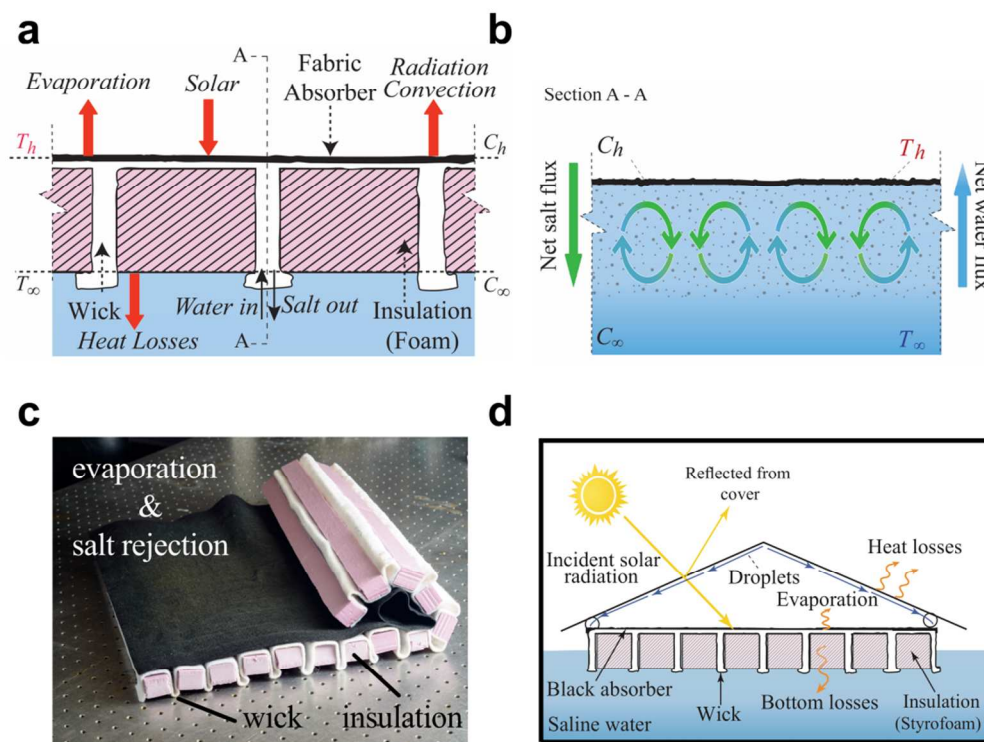 a
A
Evaporation
Solar
Fabric
Absorber
Radiation
Convection
T_h
C_h
T_∞
Wick
Water in
Salt out
Insulation
(Foam)
C_∞
Heat Losses
A
b
Section A - A
C_h
T_h
Net salt flux
Net water flux
C_∞
T_∞
c
evaporation
&
salt rejection
wick
insulation
d
Reflected from
cover
Incident solar
radiation
Droplets
Heat losses
Evaporation
Black absorber
Wick
Bottom losses
Insulation
(Styrofoam)
Saline water